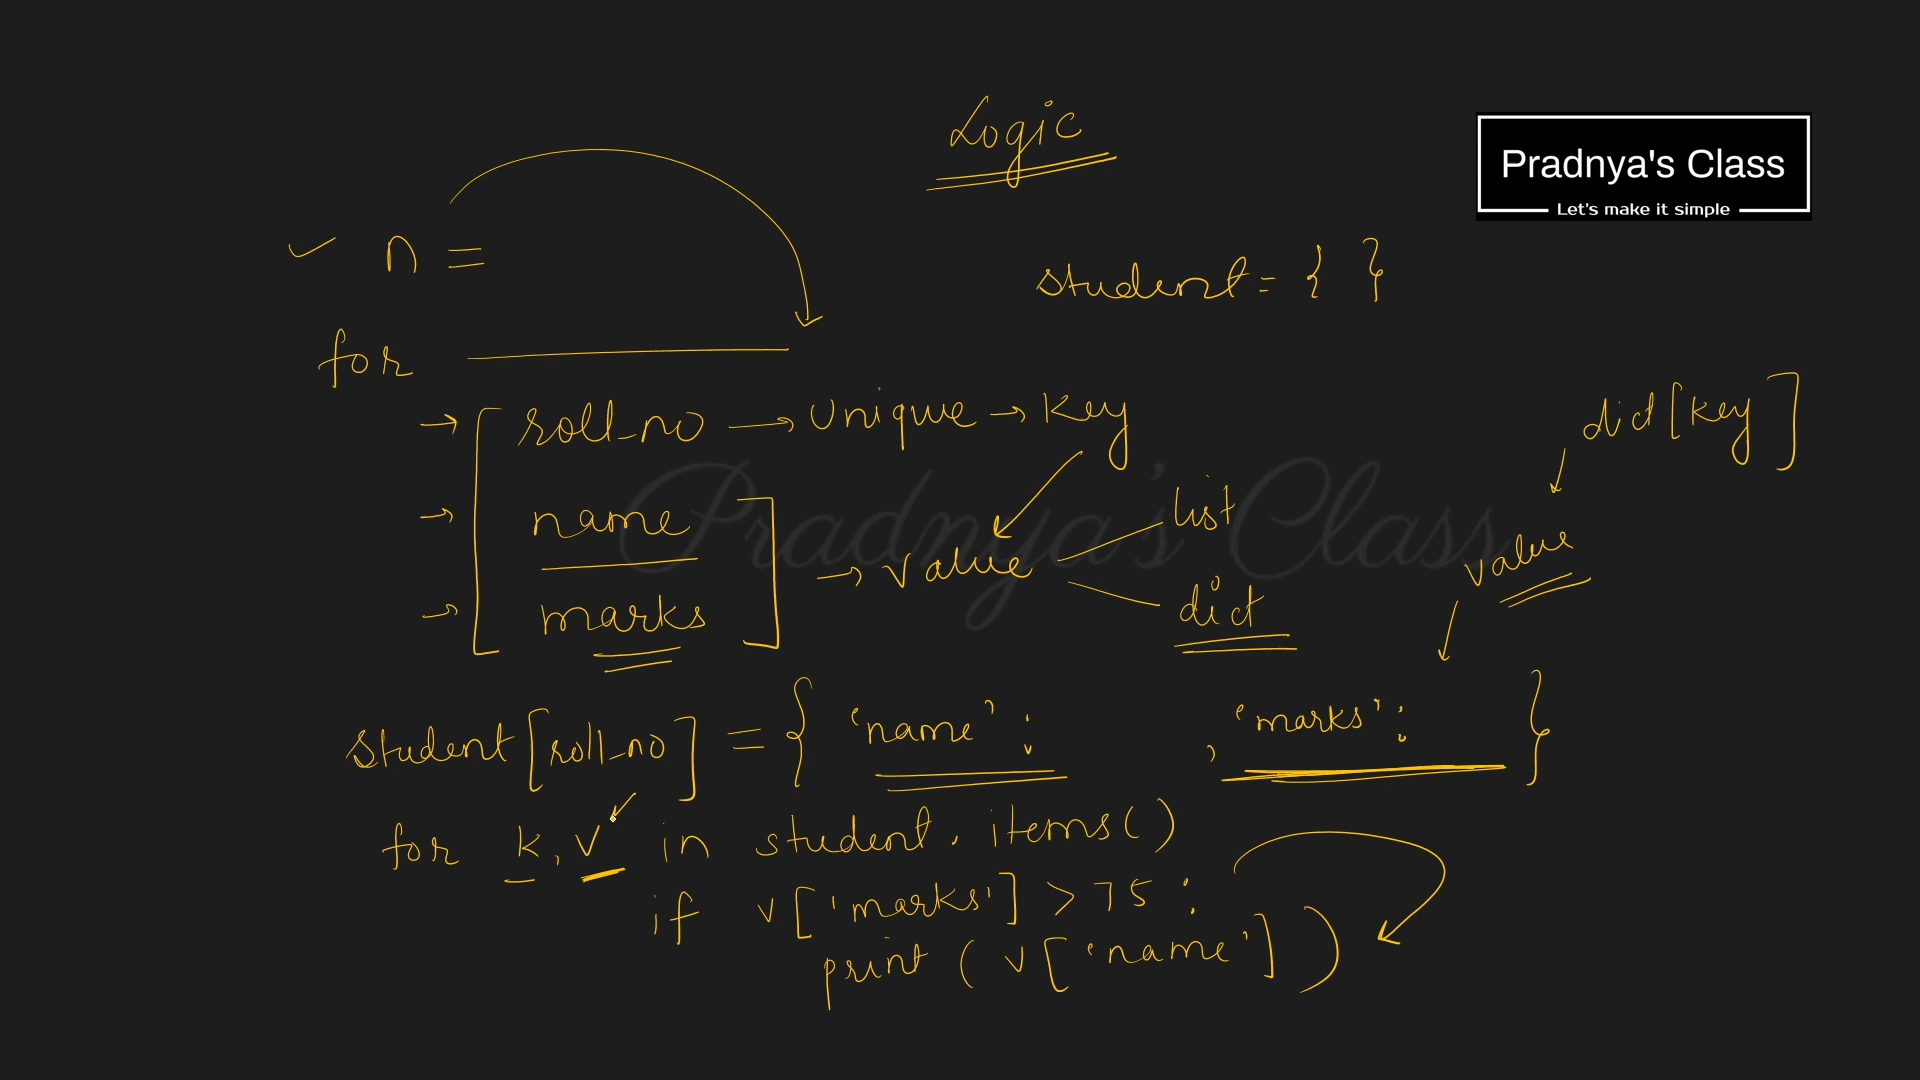 Logic
Pradnya's Class
Let's make it simple
n =
student = { }
for
roll_no → unique → key
dict[key]
name
list
→ value
value
marks
dict
Pradnya's Class
student[roll_no] = { 'name' : , 'marks' : }
for k, v in student.items()
if v['marks'] > 75 :
print ( v['name'] )